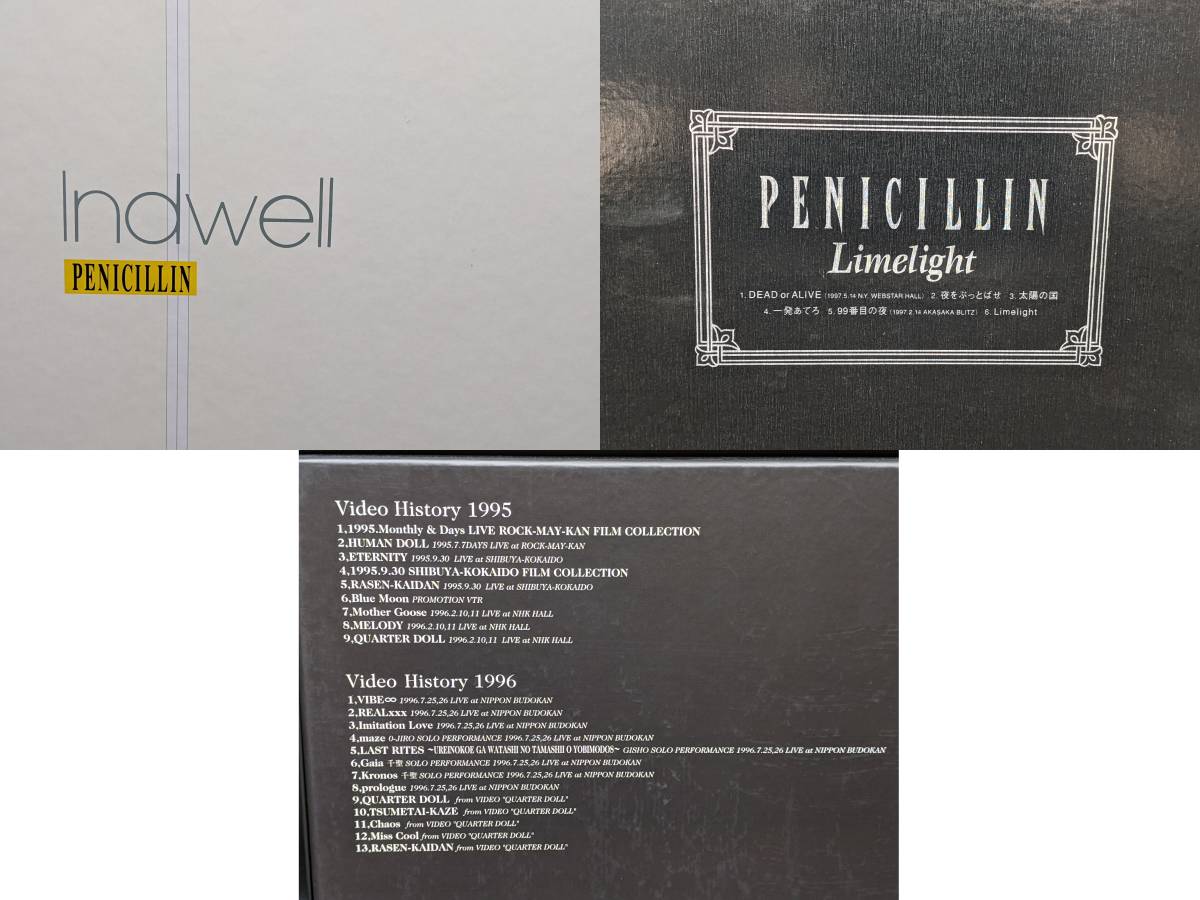 Indwell
PENICILLIN
PENICILLIN
Limelight
1. DEAD or ALIVE (1997.5.14 N.Y. WEBSTAR HALL) 2. 夜をぶっとばせ 3. 太陽の国
4. 一発あてろ 5. 99番目の夜 (1997.2.14 AKASAKA BLITZ) 6. Limelight
Video History 1995
1,1995.Monthly & Days LIVE ROCK-MAY-KAN FILM COLLECTION
2,HUMAN DOLL 1995.7.7DAYS LIVE at ROCK-MAY-KAN
3,ETERNITY 1995.9.30 LIVE at SHIBUYA-KOKAIDO
4,1995.9.30 SHIBUYA-KOKAIDO FILM COLLECTION
5,RASEN-KAIDAN 1995.9.30 LIVE at SHIBUYA-KOKAIDO
6,Blue Moon PROMOTION VTR
7,Mother Goose 1996.2.10,11 LIVE at NHK HALL
8,MELODY 1996.2.10,11 LIVE at NHK HALL
9,QUARTER DOLL 1996.2.10,11 LIVE at NHK HALL
Video History 1996
1,VIBE∞ 1996.7.25,26 LIVE at NIPPON BUDOKAN
2,REALxxx 1996.7.25,26 LIVE at NIPPON BUDOKAN
3,Imitation Love 1996.7.25,26 LIVE at NIPPON BUDOKAN
4,maze O-JIRO SOLO PERFORMANCE 1996.7.25,26 LIVE at NIPPON BUDOKAN
5,LAST RITES ~UREINOKOE GA WATASHI NO TAMASHII O YOBIMODOS~ GISHO SOLO PERFORMANCE 1996.7.25,26 LIVE at NIPPON BUDOKAN
6,Gaia 千聖 SOLO PERFORMANCE 1996.7.25,26 LIVE at NIPPON BUDOKAN
7,Kronos 千聖 SOLO PERFORMANCE 1996.7.25,26 LIVE at NIPPON BUDOKAN
8,prologue 1996.7.25,26 LIVE at NIPPON BUDOKAN
9,QUARTER DOLL from VIDEO "QUARTER DOLL"
10,TSUMETAI-KAZE from VIDEO "QUARTER DOLL"
11,Chaos from VIDEO "QUARTER DOLL"
12,Miss Cool from VIDEO "QUARTER DOLL"
13,RASEN-KAIDAN from VIDEO "QUARTER DOLL"